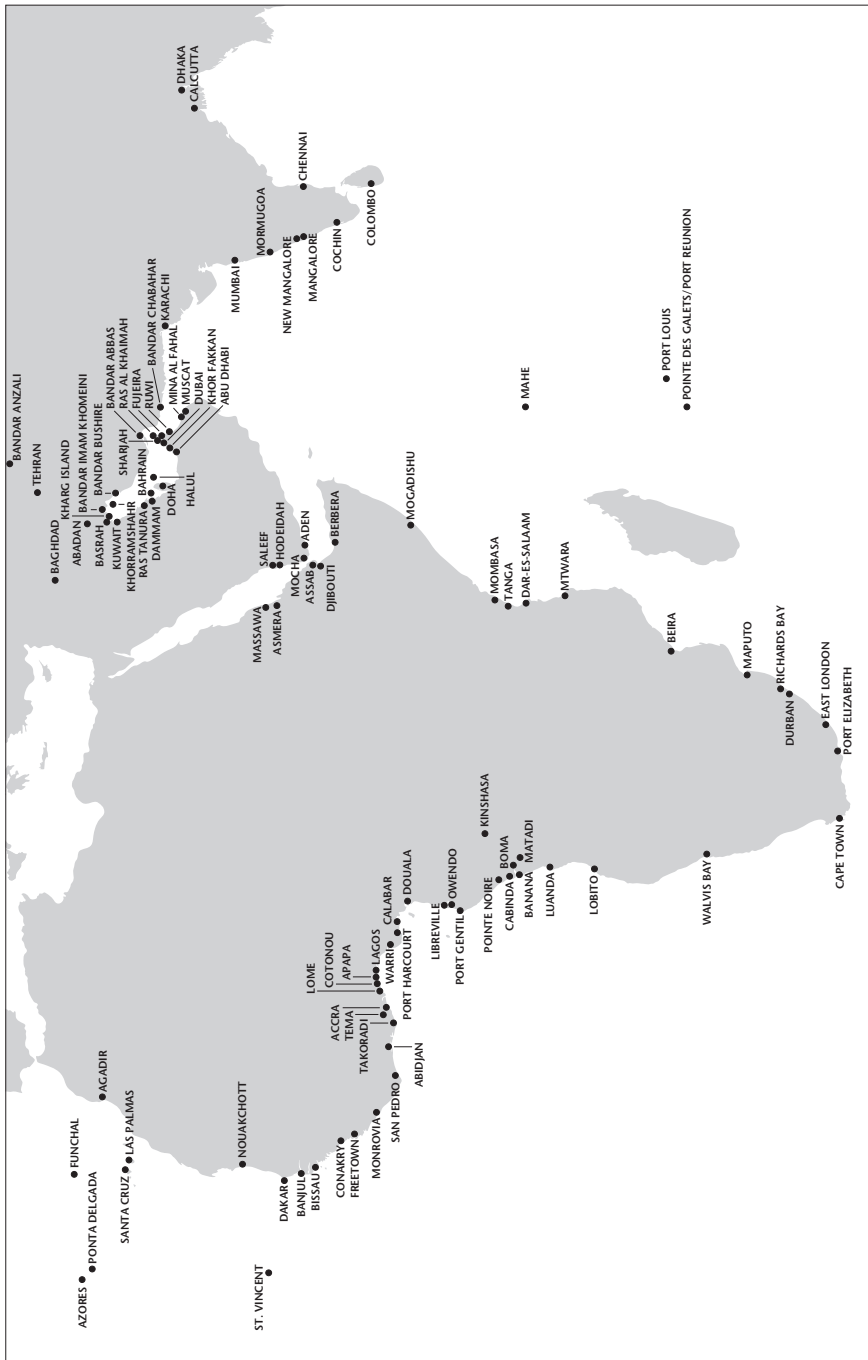 AZORES
PONTA DELGADA
FUNCHAL
SANTA CRUZ
LAS PALMAS
AGADIR
ST. VINCENT
NOUAKCHOTT
DAKAR
BANJUL
BISSAU
CONAKRY
FREETOWN
MONROVIA
SAN PEDRO
ABIDJAN
TAKORADI
TEMA
ACCRA
LOME
COTONOU
APAPA
LAGOS
WARRI
PORT HARCOURT
CALABAR
DOUALA
LIBREVILLE
OWENDO
PORT GENTIL
POINTE NOIRE
KINSHASA
CABINDA
BOMA
BANANA
MATADI
LUANDA
LOBITO
WALVIS BAY
CAPE TOWN
PORT ELIZABETH
EAST LONDON
DURBAN
RICHARDS BAY
MAPUTO
BEIRA
MTWARA
DAR-ES-SALAAM
TANGA
MOMBASA
MOGADISHU
BERBERA
DJIBOUTI
ASSAB
ADEN
MOCHA
HODEIDAH
SALEEF
ASMERA
MASSAWA
BAGHDAD
TEHRAN
BANDAR ANZALI
ABADAN
KHARG ISLAND
BANDAR IMAM KHOMEINI
BANDAR BUSHIRE
BASRAH
KUWAIT
KHORRAMSHAHR
RAS TANURA
DAMMAM
BAHRAIN
DOHA
HALUL
SHARJAH
BANDAR ABBAS
RAS AL KHAIMAH
FUJEIRA
RUWI
BANDAR CHABAHAR
KARACHI
MINA AL FAHAL
MUSCAT
DUBAI
KHOR FAKKAN
ABU DHABI
MUMBAI
MORMUGOA
NEW MANGALORE
MANGALORE
COCHIN
CHENNAI
COLOMBO
DHAKA
CALCUTTA
MAHE
PORT LOUIS
POINTE DES GALETS/PORT REUNION